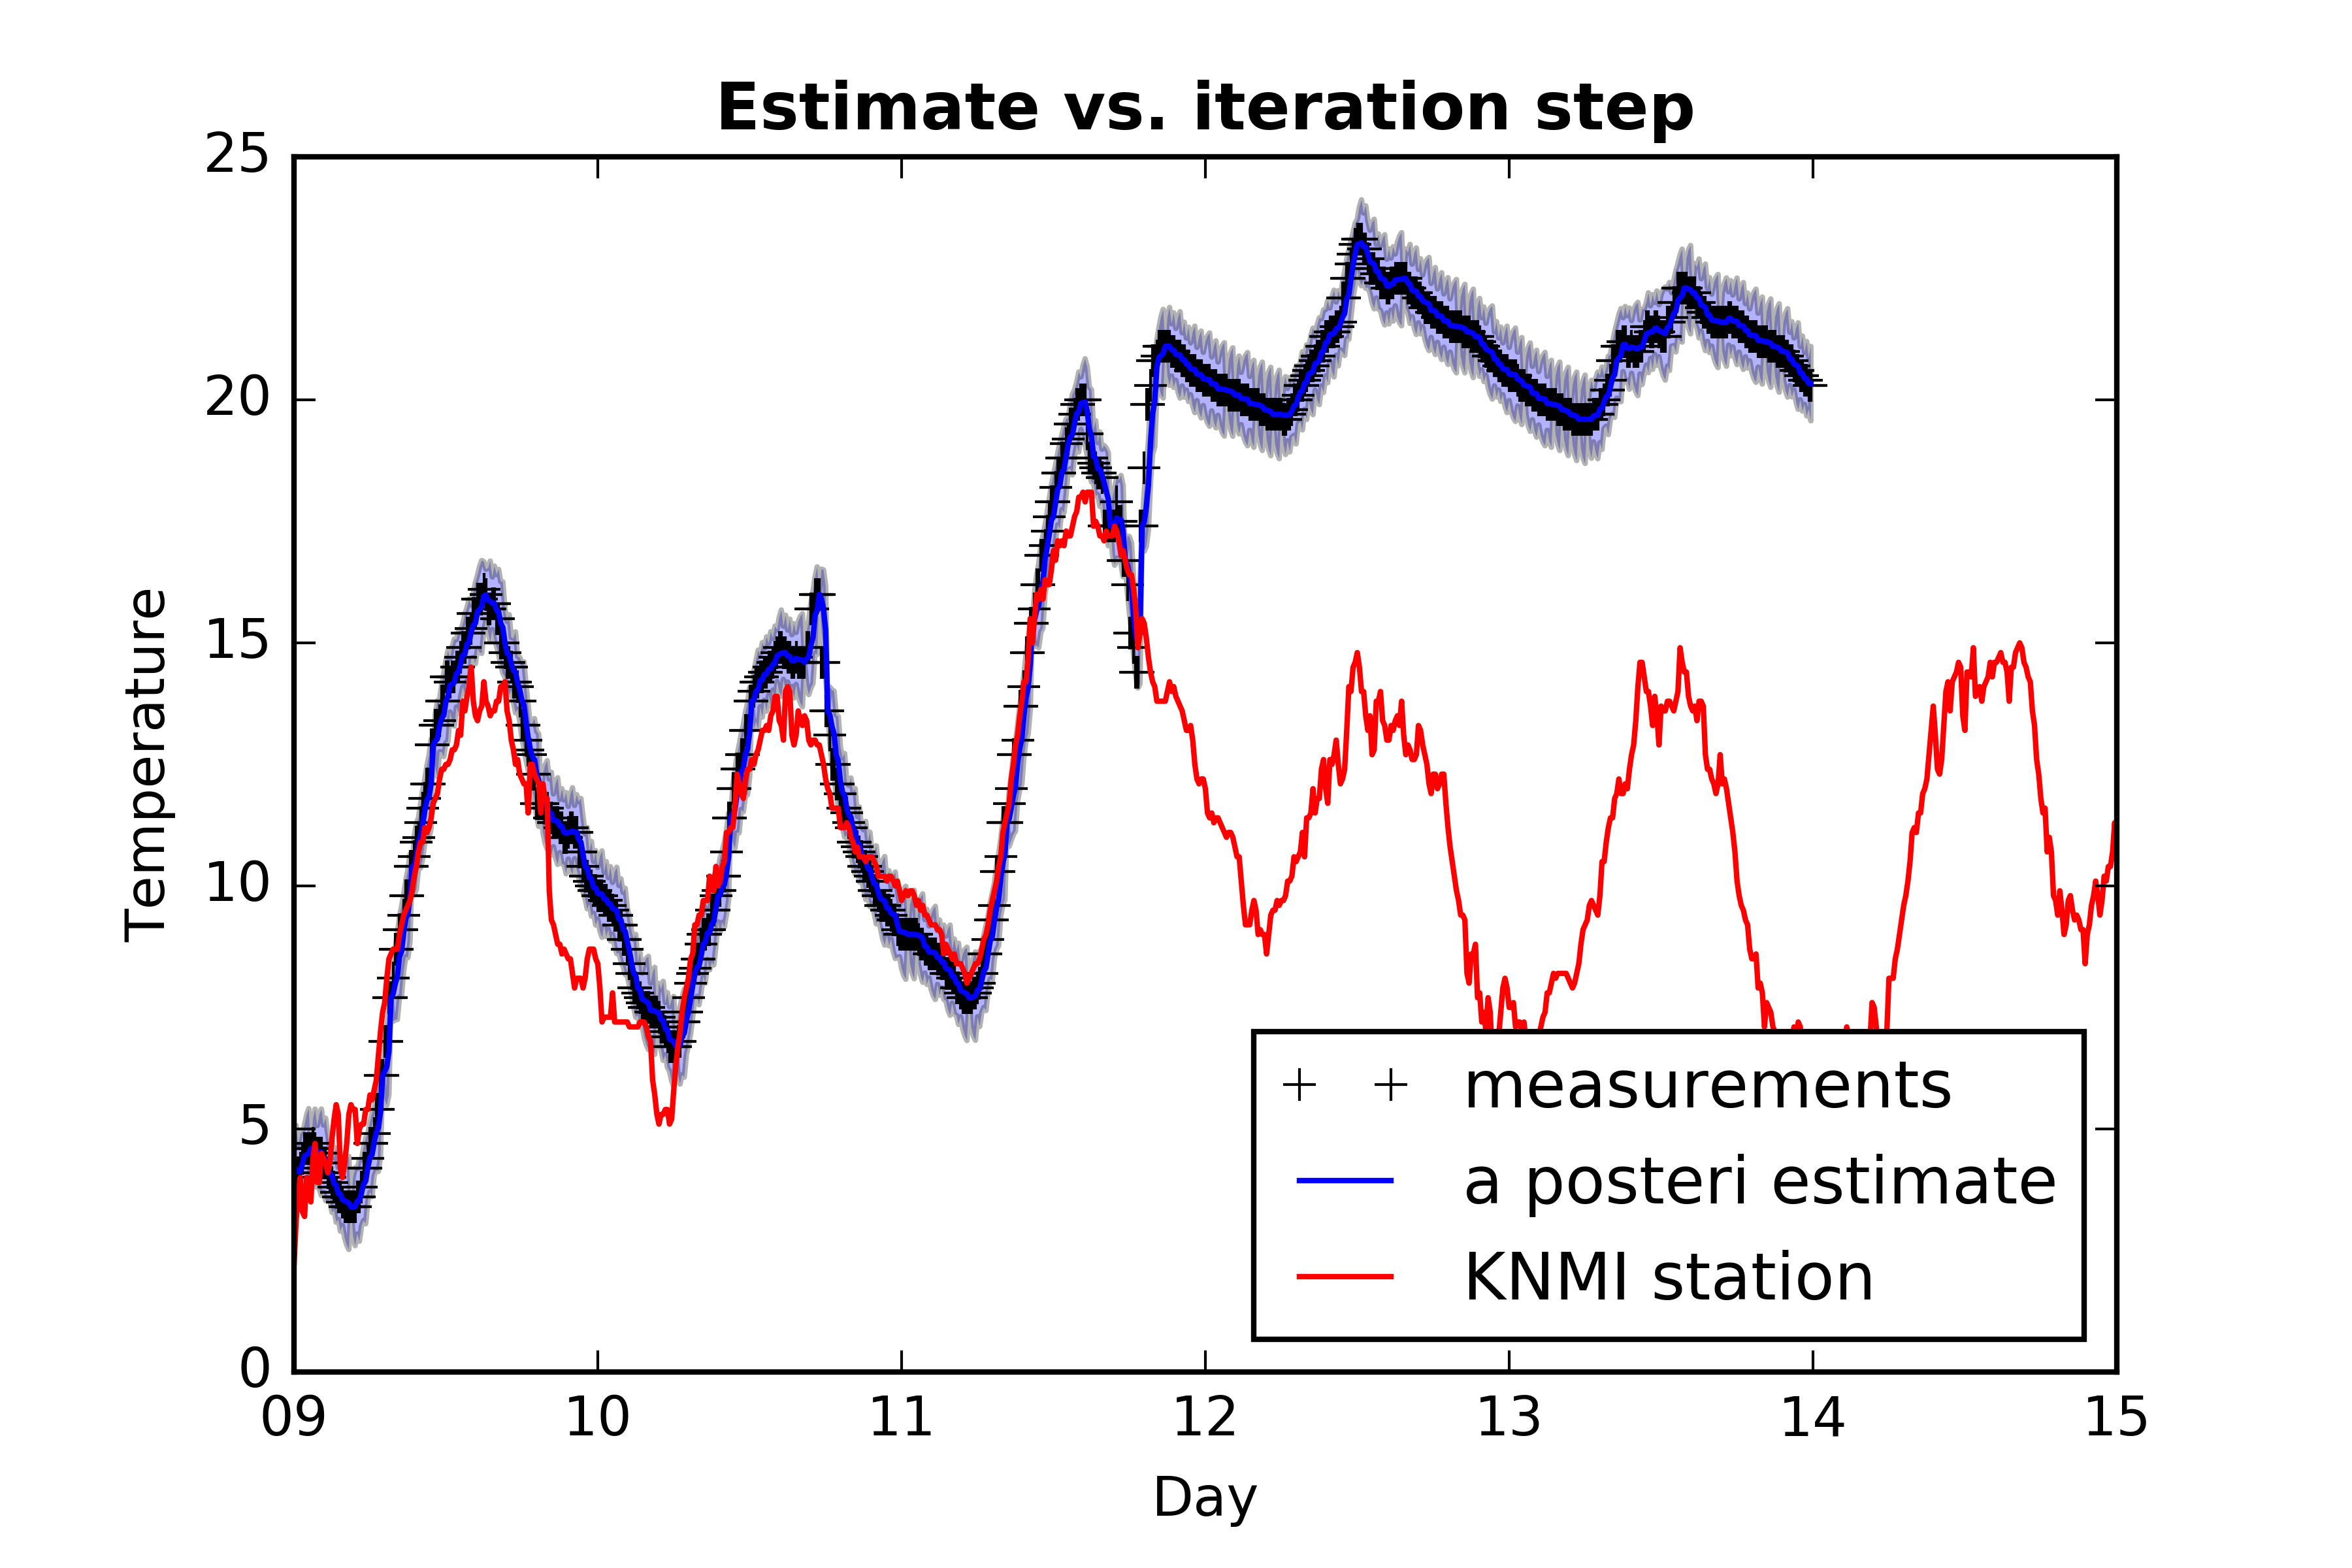 Estimate vs. iteration step
25
20
15
10
5
0
Temperature
09 10 11 12 13 14 15
Day
measurements
a posteri estimate
KNMI station